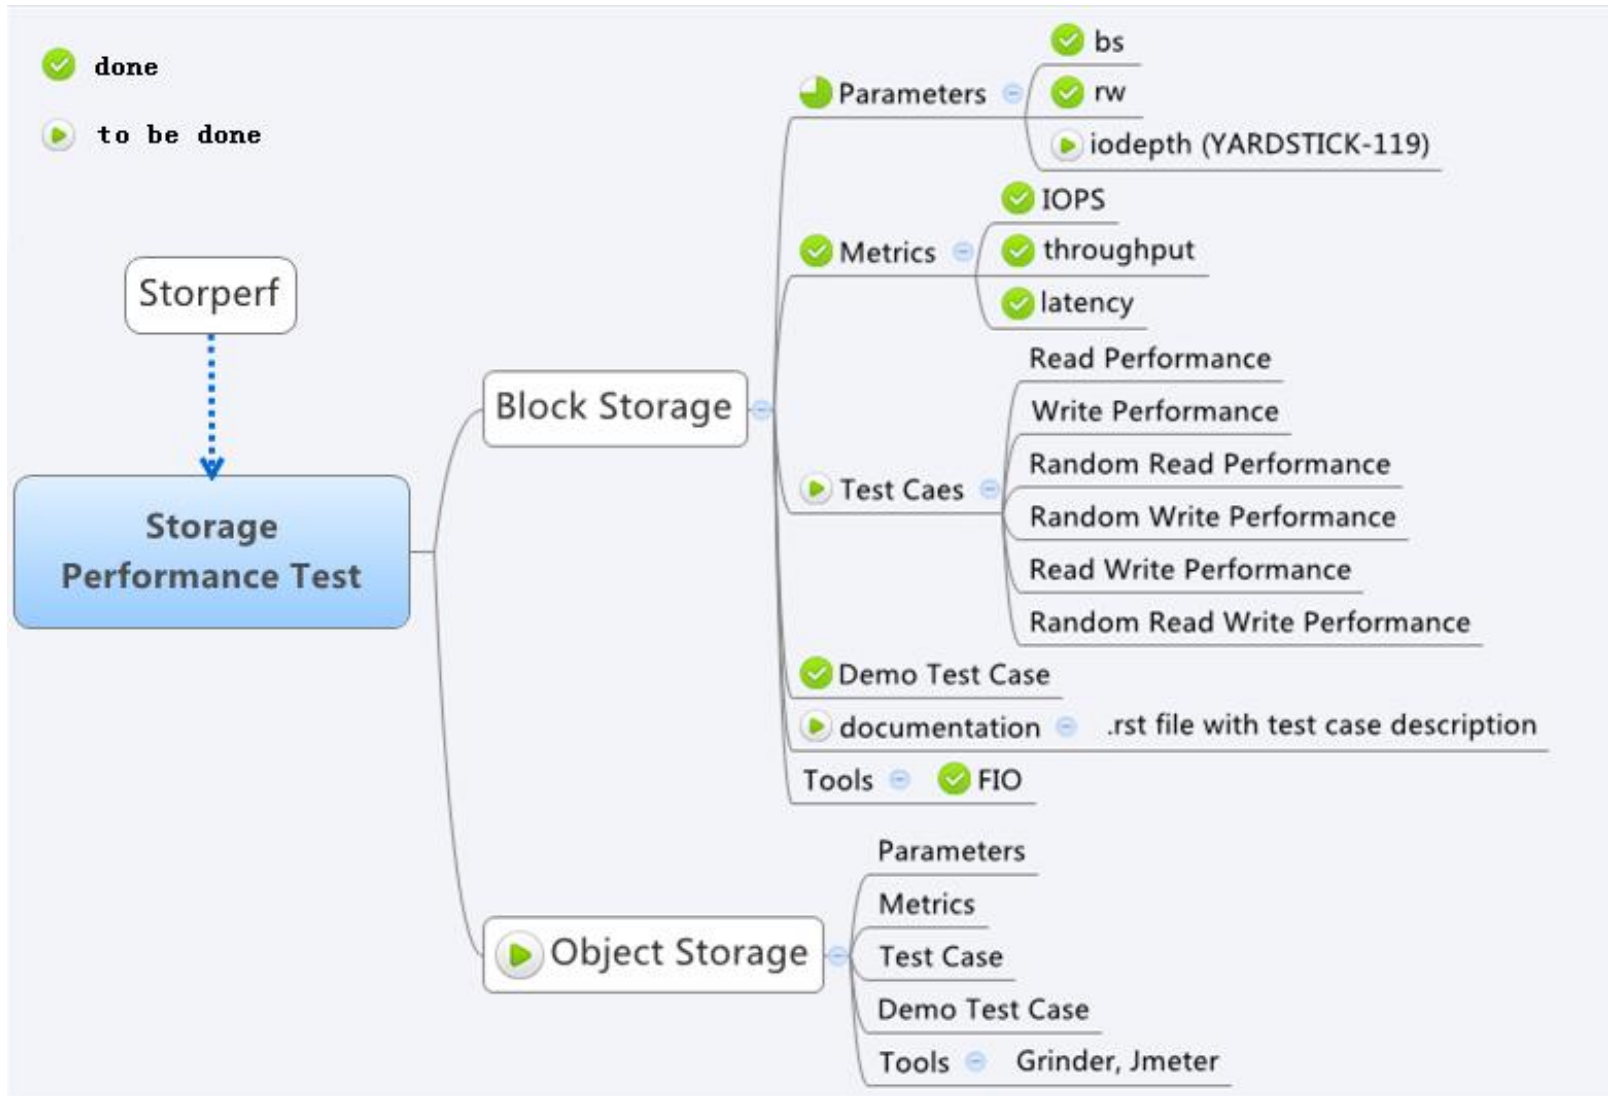 done
to be done
Storperf
Storage
Performance Test
Block Storage
Parameters
bs
rw
iodepth (YARDSTICK-119)
Metrics
IOPS
throughput
latency
Test Caes
Read Performance
Write Performance
Random Read Performance
Random Write Performance
Read Write Performance
Random Read Write Performance
Demo Test Case
documentation
.rst file with test case description
Tools
FIO
Object Storage
Parameters
Metrics
Test Case
Demo Test Case
Tools
Grinder, Jmeter